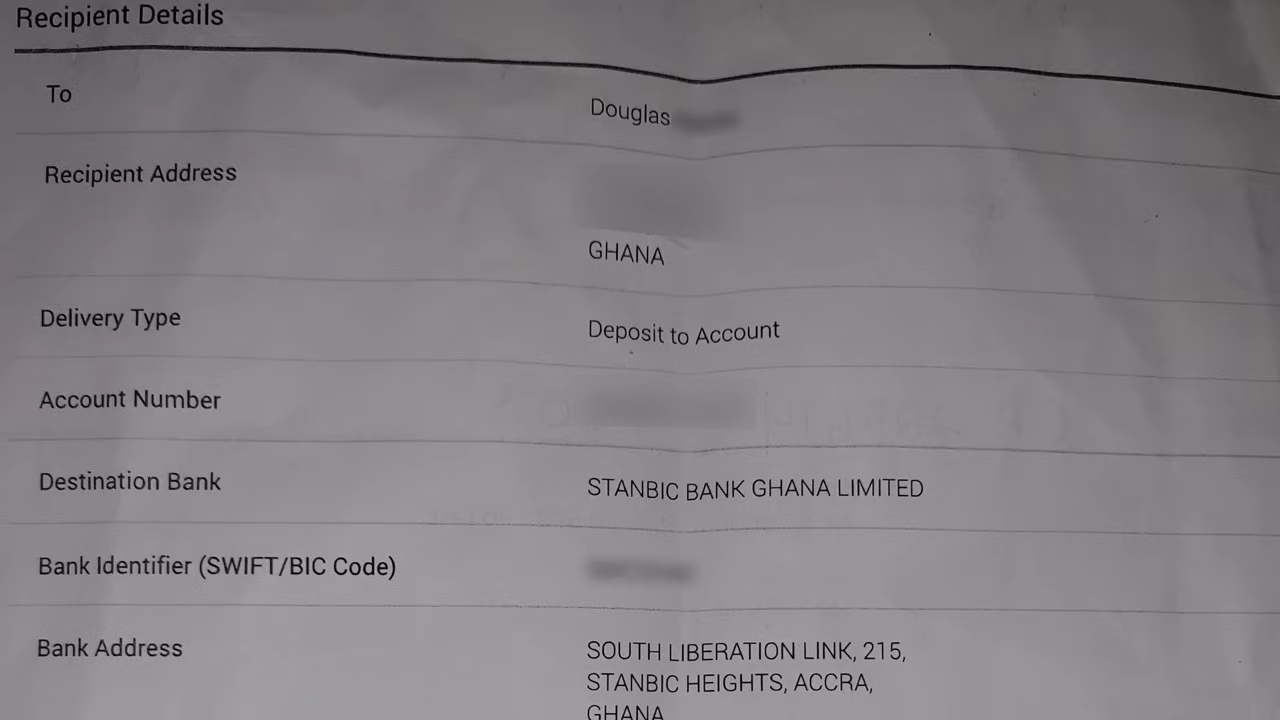 Recipient Details
To
Douglas
Recipient Address
GHANA
Delivery Type
Deposit to Account
Account Number
Destination Bank
STANBIC BANK GHANA LIMITED
Bank Identifier (SWIFT/BIC Code)
Bank Address
SOUTH LIBERATION LINK, 215,
STANBIC HEIGHTS, ACCRA,
GHANA